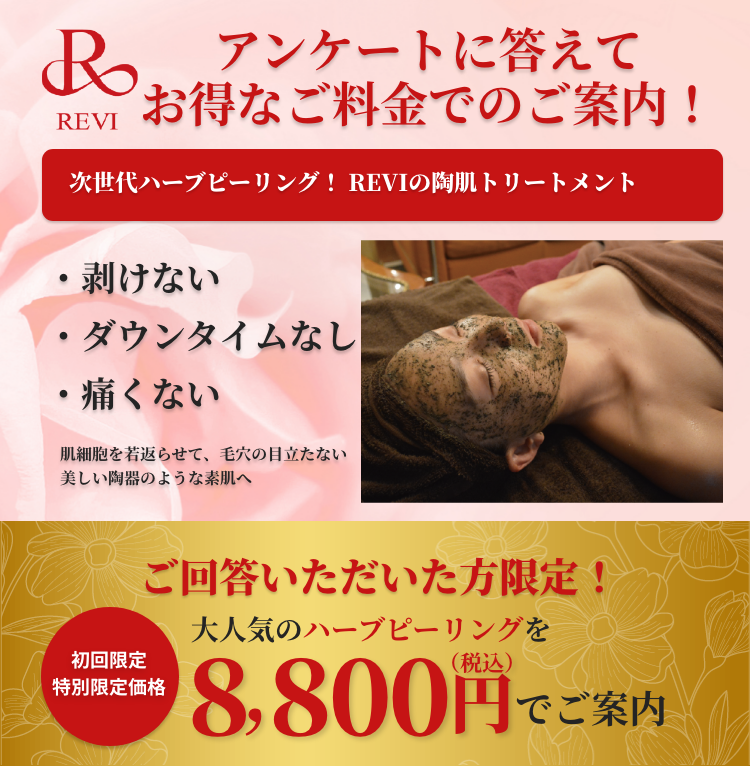 REVI
アンケートに答えて
お得なご料金でのご案内！
次世代ハーブピーリング！ REVIの陶肌トリートメント
・剥けない
・ダウンタイムなし
・痛くない
肌細胞を若返らせて、毛穴の目立たない
美しい陶器のような素肌へ
ご回答いただいた方限定！
大人気のハーブピーリングを
初回限定
特別限定価格
8,800円（税込）でご案内